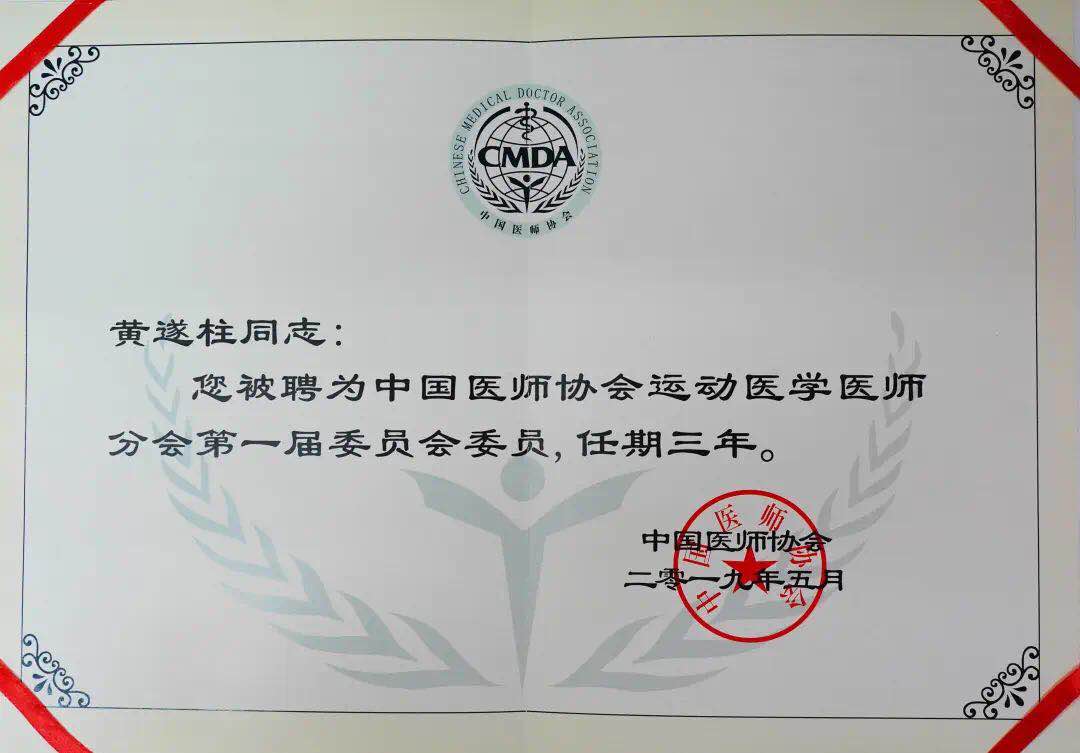 CHINESE MEDICAL DOCTOR ASSOCIATION
CMDA
中国医师协会
黄遂柱同志：
您被聘为中国医师协会运动医学医师
分会第一届委员会委员，任期三年。
中国医师协会
二零一九年五月
中国医师协会